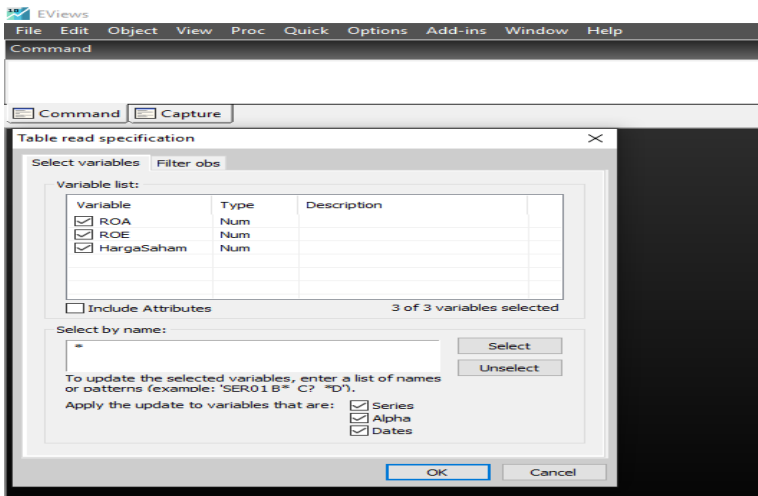 EViews
File Edit Object View Proc Quick Options Add-ins Window Help
Command
Command Capture
Table read specification
Select variables Filter obs
Variable list:
Variable Type Description
ROA Num
ROE Num
HargaSaham Num
Include Attributes 3 of 3 variables selected
Select by name:
*
Select
Unselect
To update the selected variables, enter a list of names
or patterns (example: 'SER01 B* C? *D').
Apply the update to variables that are: Series
Alpha
Dates
OK Cancel